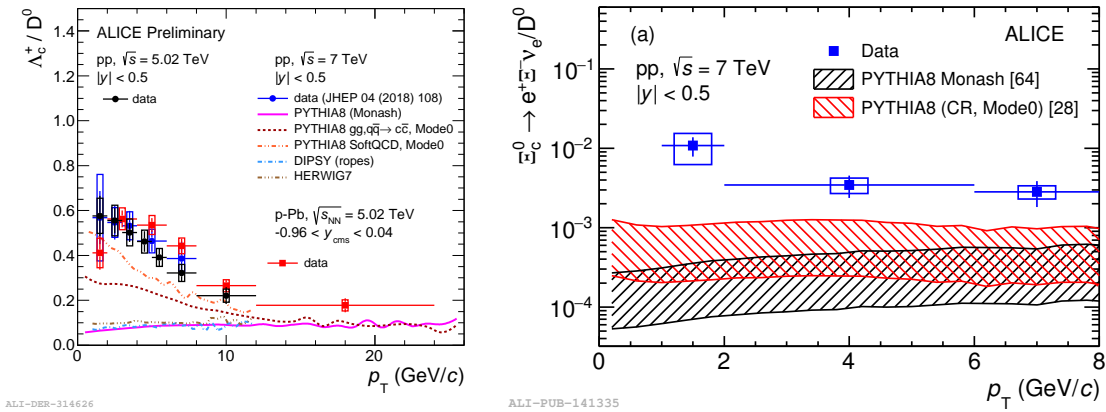 Λc+ / D0
ALICE Preliminary
pp, √s = 5.02 TeV
|y| < 0.5
data
pp, √s = 7 TeV
|y| < 0.5
data (JHEP 04 (2018) 108)
PYTHIA8 (Monash)
PYTHIA8 gg,qq̅→ cc̅, Mode0
PYTHIA8 SoftQCD, Mode0
DIPSY (ropes)
HERWIG7
p-Pb, √sNN = 5.02 TeV
-0.96 < ycms < 0.04
data
1.4
1.2
1.0
0.8
0.6
0.4
0.2
0.0
0 10 20
pT (GeV/c)
ALI-DER-314626
Ξc0 → e+Ξ-νe/D0
(a)
ALICE
pp, √s = 7 TeV
|y| < 0.5
Data
PYTHIA8 Monash [64]
PYTHIA8 (CR, Mode0) [28]
10−1
10−2
10−3
10−4
0 2 4 6 8
pT (GeV/c)
ALI-PUB-141335